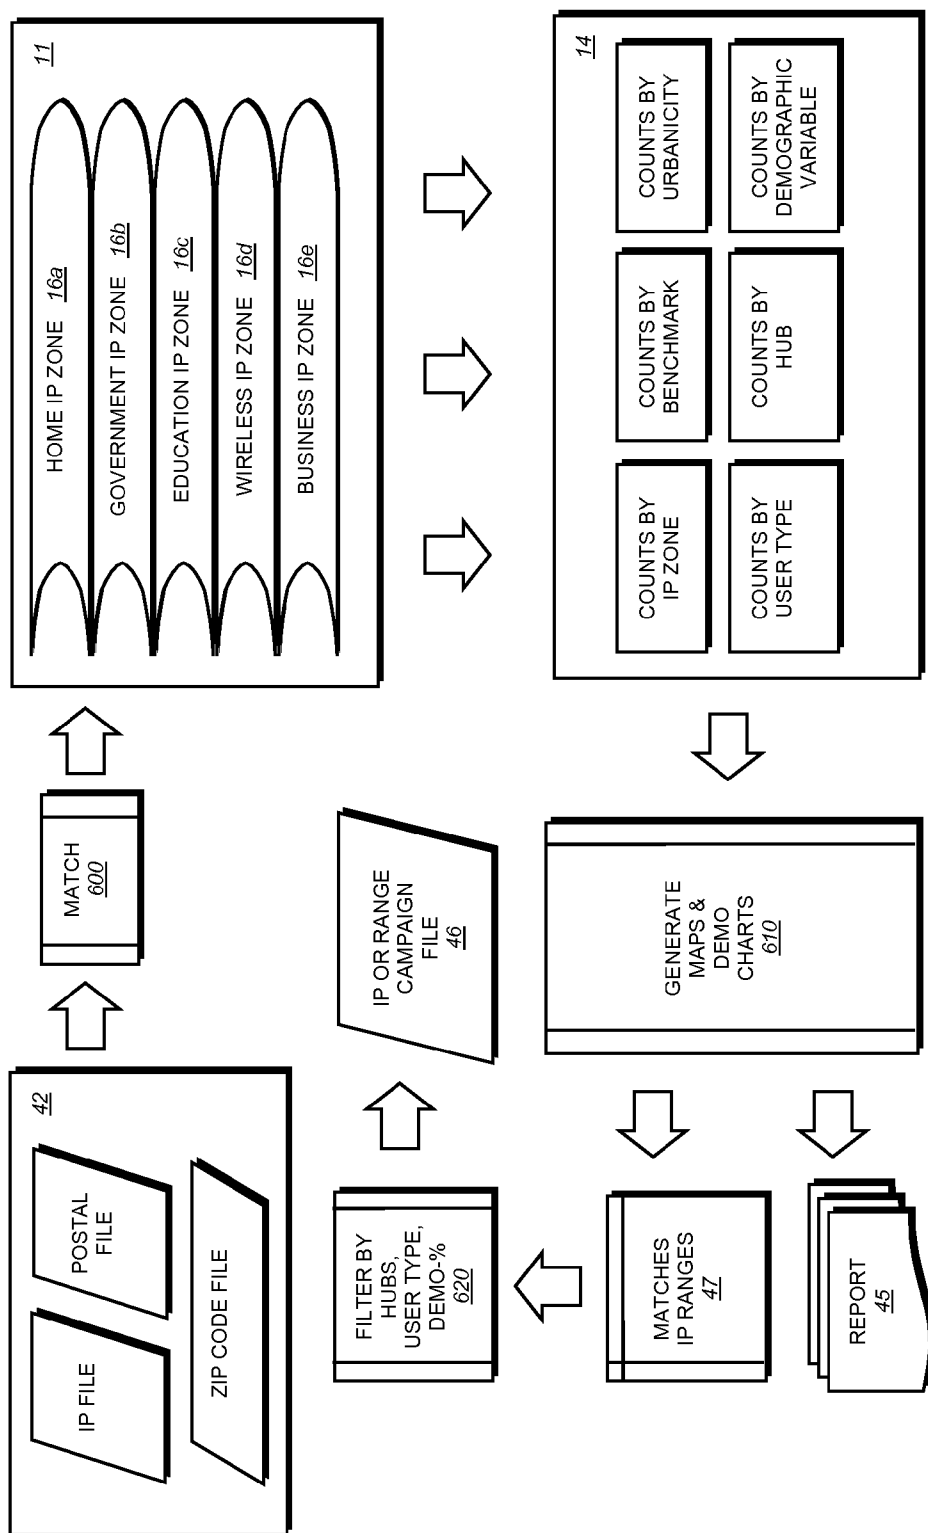 42
IP FILE
POSTAL
FILE
ZIP CODE FILE
MATCH
600
11
HOME IP ZONE 16a
GOVERNMENT IP ZONE 16b
EDUCATION IP ZONE 16c
WIRELESS IP ZONE 16d
BUSINESS IP ZONE 16e
14
COUNTS BY
IP ZONE
COUNTS BY
BENCHMARK
COUNTS BY
URBANICITY
COUNTS BY
USER TYPE
COUNTS BY
HUB
COUNTS BY
DEMOGRAPHIC
VARIABLE
FILTER BY
HUBS,
USER TYPE,
DEMO-%
620
IP OR RANGE
CAMPAIGN
FILE
46
MATCHES
IP RANGES
47
GENERATE
MAPS &
DEMO
CHARTS
610
REPORT
45